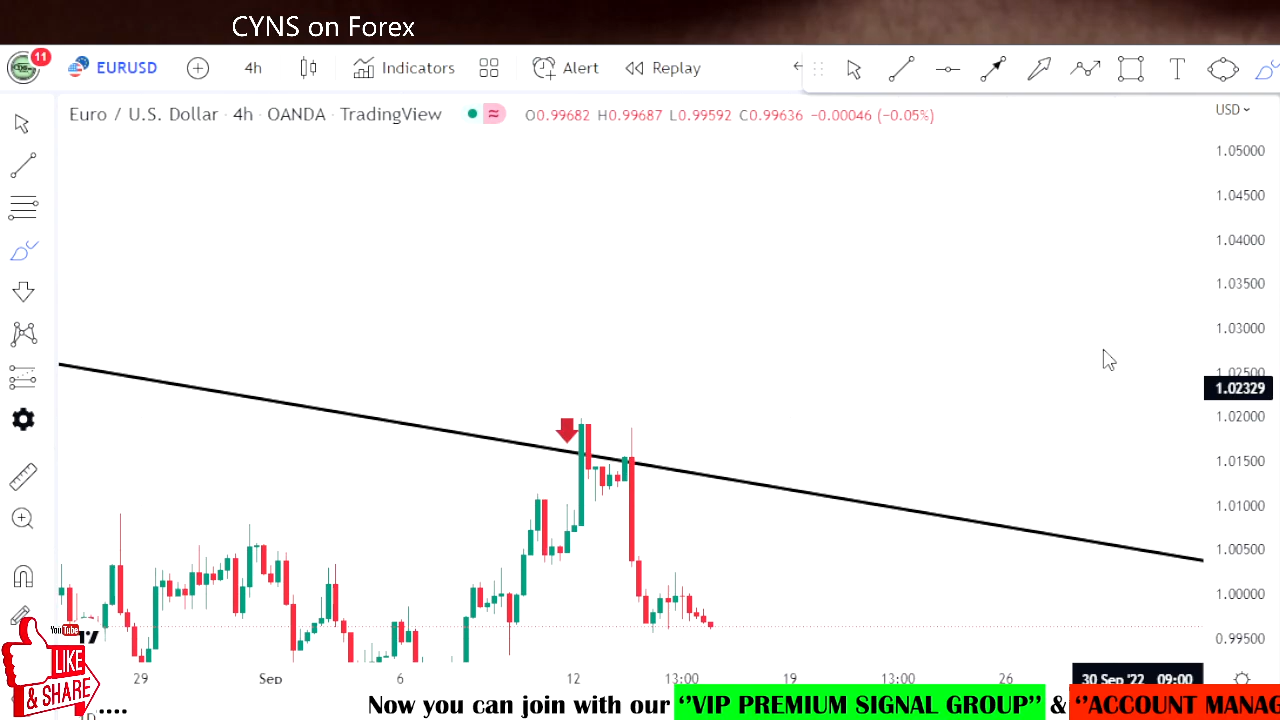 CYNS on Forex
11
EURUSD
4h
Indicators
Alert
Replay
Euro / U.S. Dollar · 4h · OANDA · TradingView
O0.99682 H0.99687 L0.99592 C0.99636 −0.00046 (−0.05%)
USD
1.05000
1.04500
1.04000
1.03500
1.03000
1.02500
1.02329
1.02000
1.01500
1.01000
1.00500
1.00000
0.99500
29
Sep
6
12
13:00
19
13:00
26
30 Sep '22 09:00
YouTube
LIKE
& SHARE
....
Now you can join with our ‘‘VIP PREMIUM SIGNAL GROUP’’ & ‘‘ACCOUNT MANAG